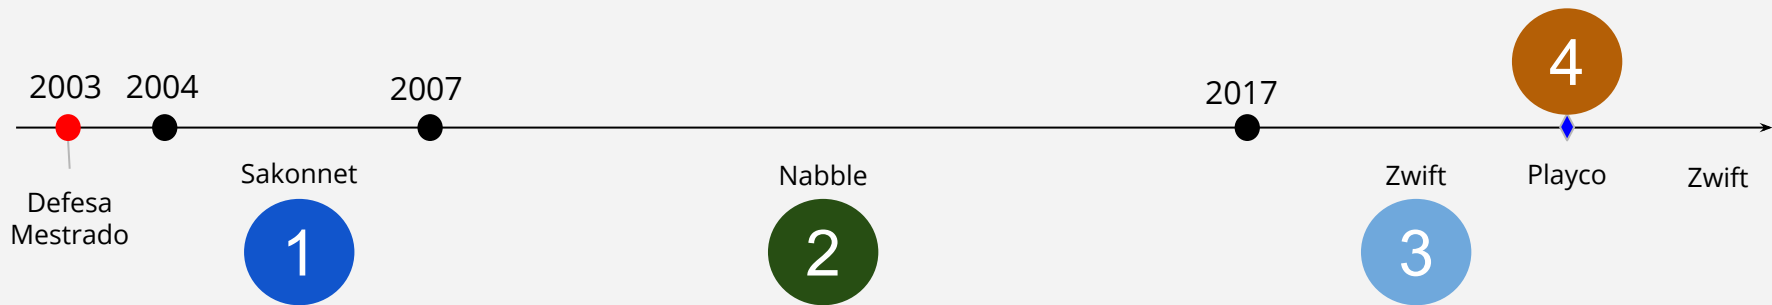 4
2003
2004
2007
2017
Sakonnet
Nabble
Zwift
Playco
Zwift
Defesa
Mestrado
1
2
3